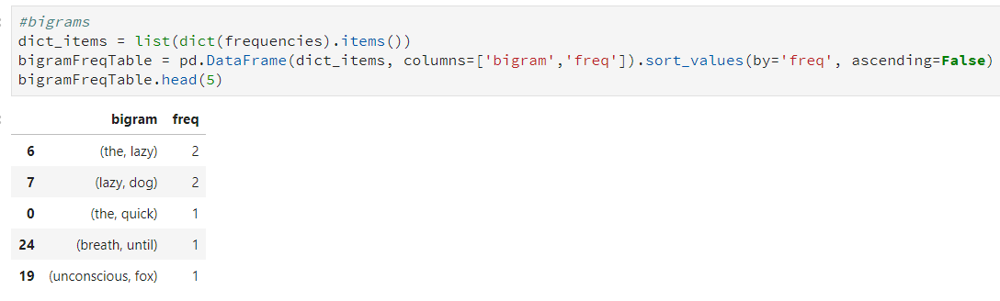 #bigrams
dict_items = list(dict(frequencies).items())
bigramFreqTable = pd.DataFrame(dict_items, columns=['bigram','freq']).sort_values(by='freq', ascending=False)
bigramFreqTable.head(5)
bigram freq
6 (the, lazy) 2
7 (lazy, dog) 2
0 (the, quick) 1
24 (breath, until) 1
19 (unconscious, fox) 1